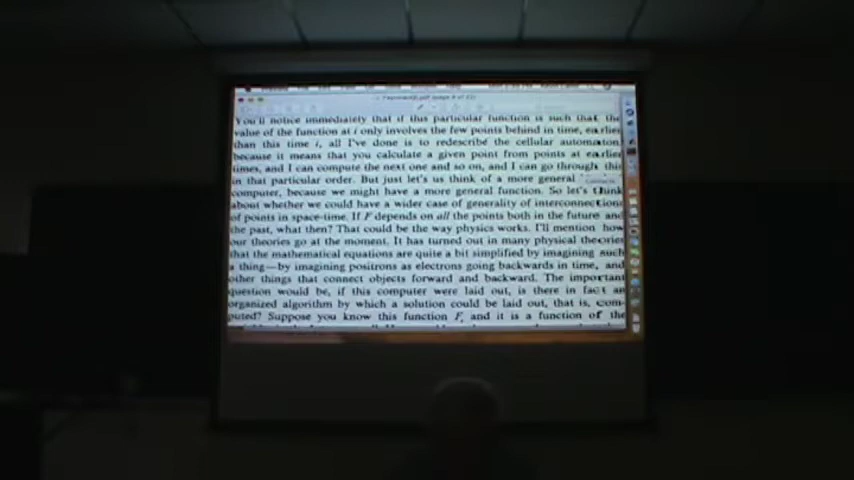 You'll notice immediately that if this particular function is such that the
value of the function at i only involves the few points behind in time, earlier
than this time i, all I've done is to redescribe the cellular automaton,
because it means that you calculate a given point from points at earlier
times, and I can compute the next one and so on, and I can go through this
in that particular order. But just let's us think of a more general
computer, because we might have a more general function. So let's think
about whether we could have a wider case of generality of interconnections
of points in space-time. If F depends on all the points both in the future and
the past, what then? That could be the way physics works. I'll mention how
our theories go at the moment. It has turned out in many physical theories
that the mathematical equations are quite a bit simplified by imagining such
a thing—by imagining positrons as electrons going backwards in time, and
other things that connect objects forward and backward. The important
question would be, if this computer were laid out, is there in fact an
organized algorithm by which a solution could be laid out, that is, com-
puted? Suppose you know this function F, and it is a function of the